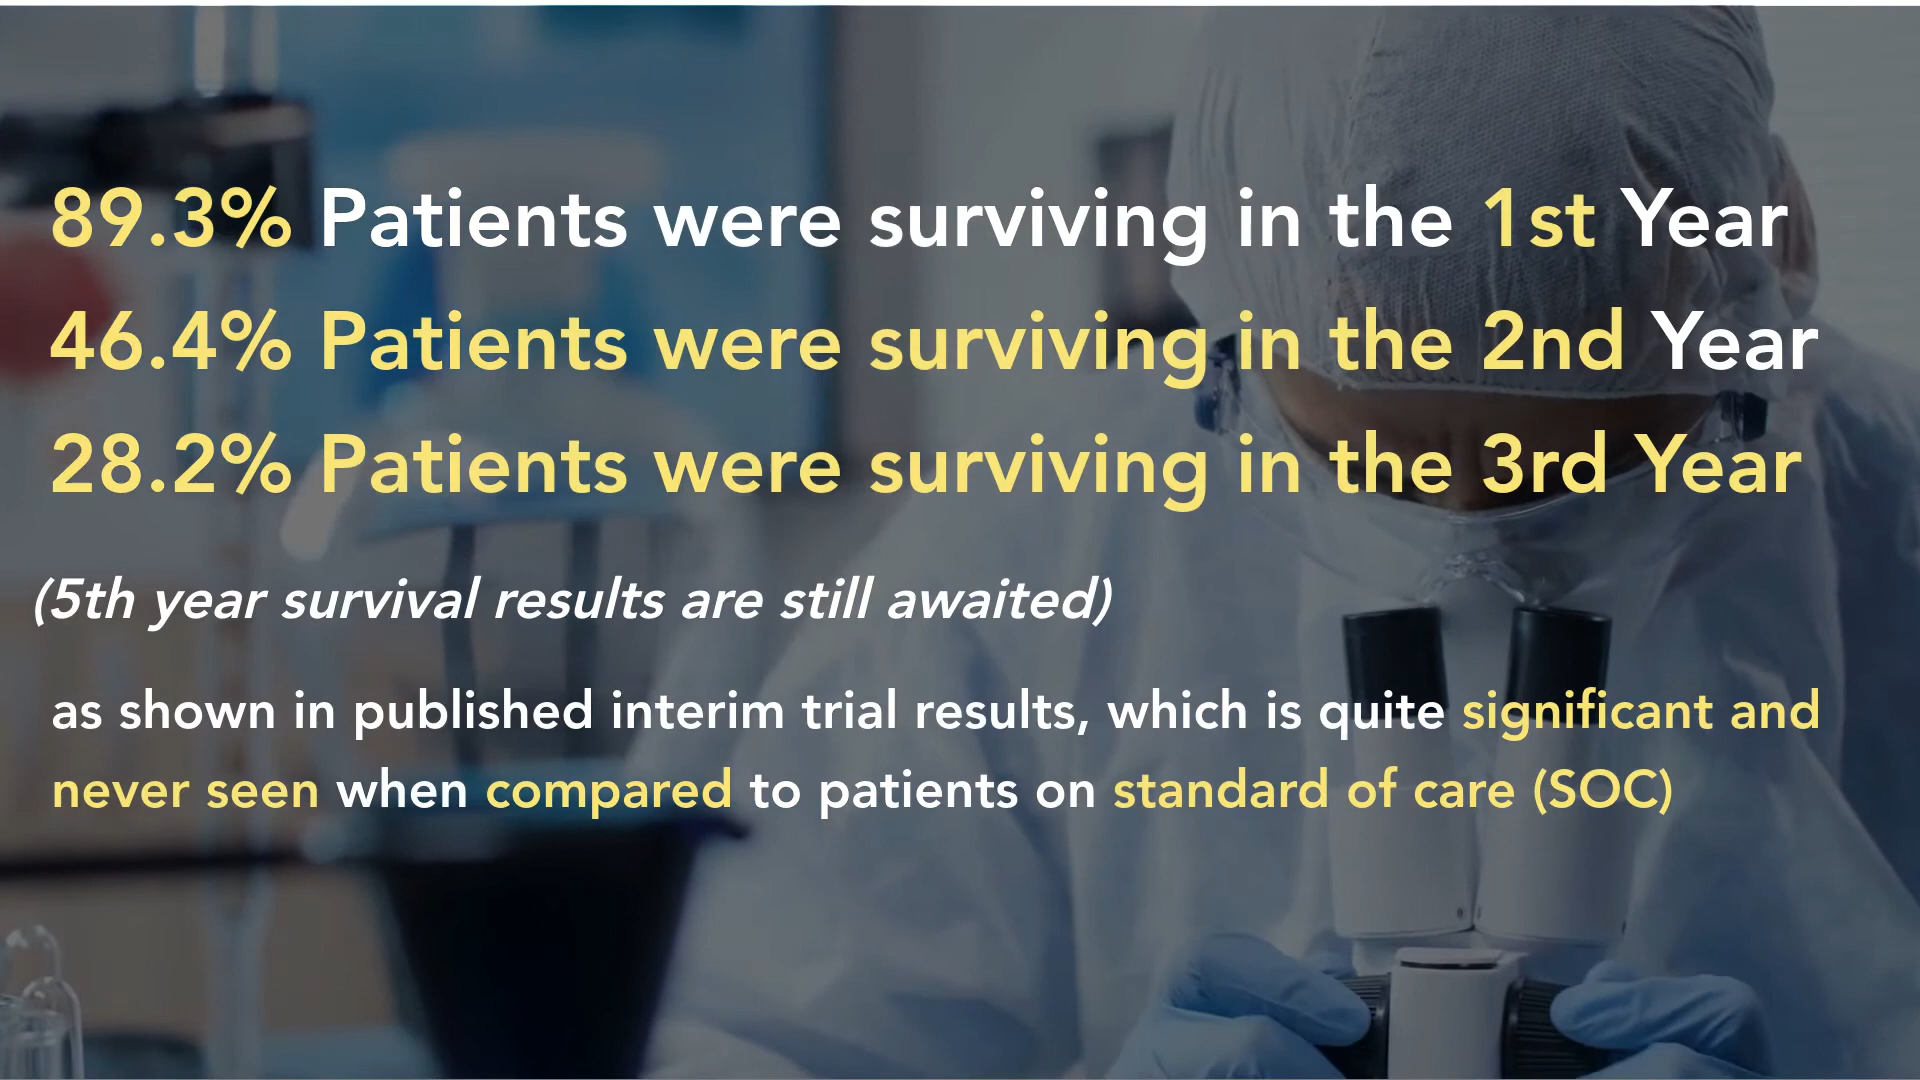 89.3% Patients were surviving in the 1st Year
46.4% Patients were surviving in the 2nd Year
28.2% Patients were surviving in the 3rd Year
(5th year survival results are still awaited)
as shown in published interim trial results, which is quite significant and
never seen when compared to patients on standard of care (SOC)